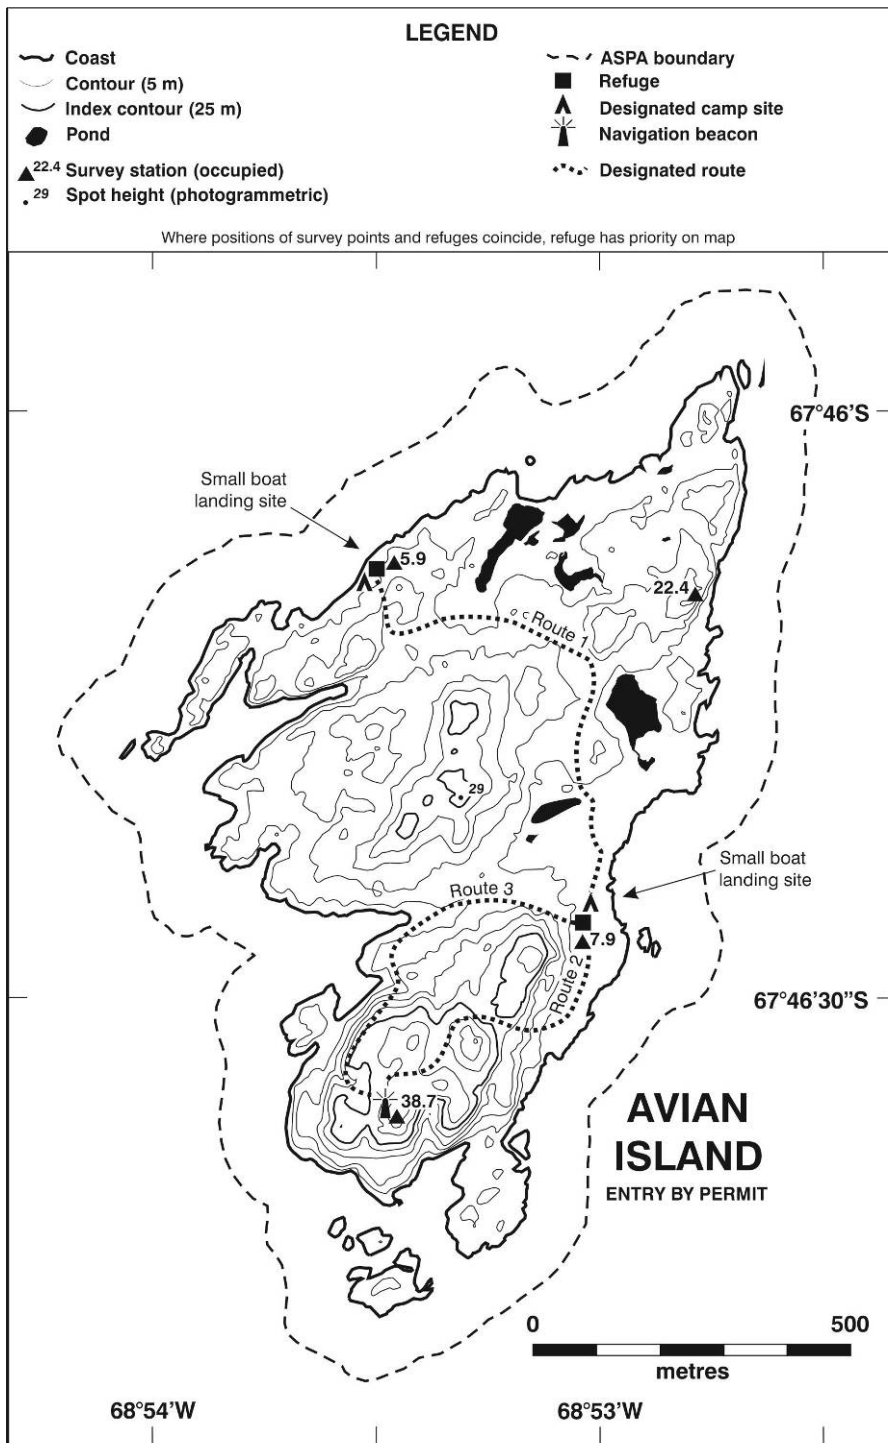 LEGEND
Coast
Contour (5 m)
Index contour (25 m)
Pond
22.4 Survey station (occupied)
29 Spot height (photogrammetric)
ASPA boundary
Refuge
Designated camp site
Navigation beacon
Designated route
Where positions of survey points and refuges coincide, refuge has priority on map
67°46'S
Small boat
landing site
5.9
22.4
Route 1
29
Small boat
landing site
Route 3
7.9
Route 2
67°46'30"S
38.7
AVIAN
ISLAND
ENTRY BY PERMIT
0 500
metres
68°54'W 68°53'W